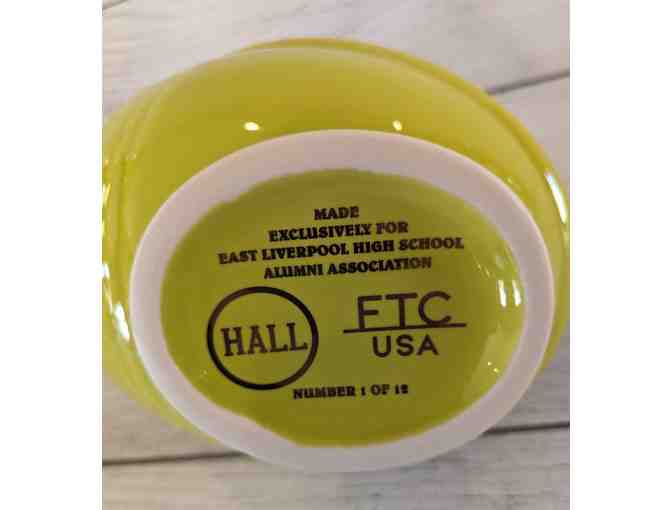 MADE
EXCLUSIVELY FOR
EAST LIVERPOOL HIGH SCHOOL
ALUMNI ASSOCIATION
HALL
FTC
USA
NUMBER 1 OF 12